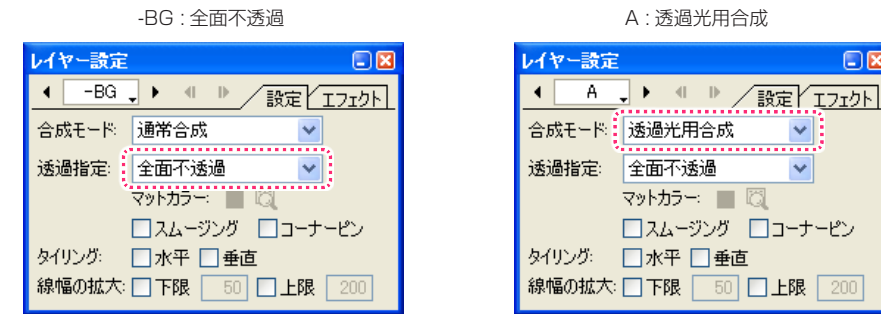 -BG : 全面不透過
レイヤー設定
-BG
設定 エフェクト
合成モード: 通常合成
透過指定: 全面不透過
マットカラー:
スムージング コーナーピン
タイリング: 水平 垂直
線幅の拡大: 下限 50 上限 200
A : 透過光用合成
レイヤー設定
A
設定 エフェクト
合成モード: 透過光用合成
透過指定: 全面不透過
マットカラー:
スムージング コーナーピン
タイリング: 水平 垂直
線幅の拡大: 下限 50 上限 200